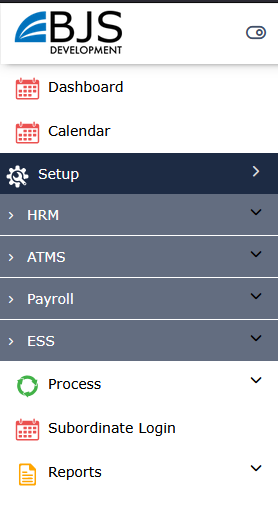 BJS
DEVELOPMENT
Dashboard
Calendar
Setup
HRM
ATMS
Payroll
ESS
Process
Subordinate Login
Reports